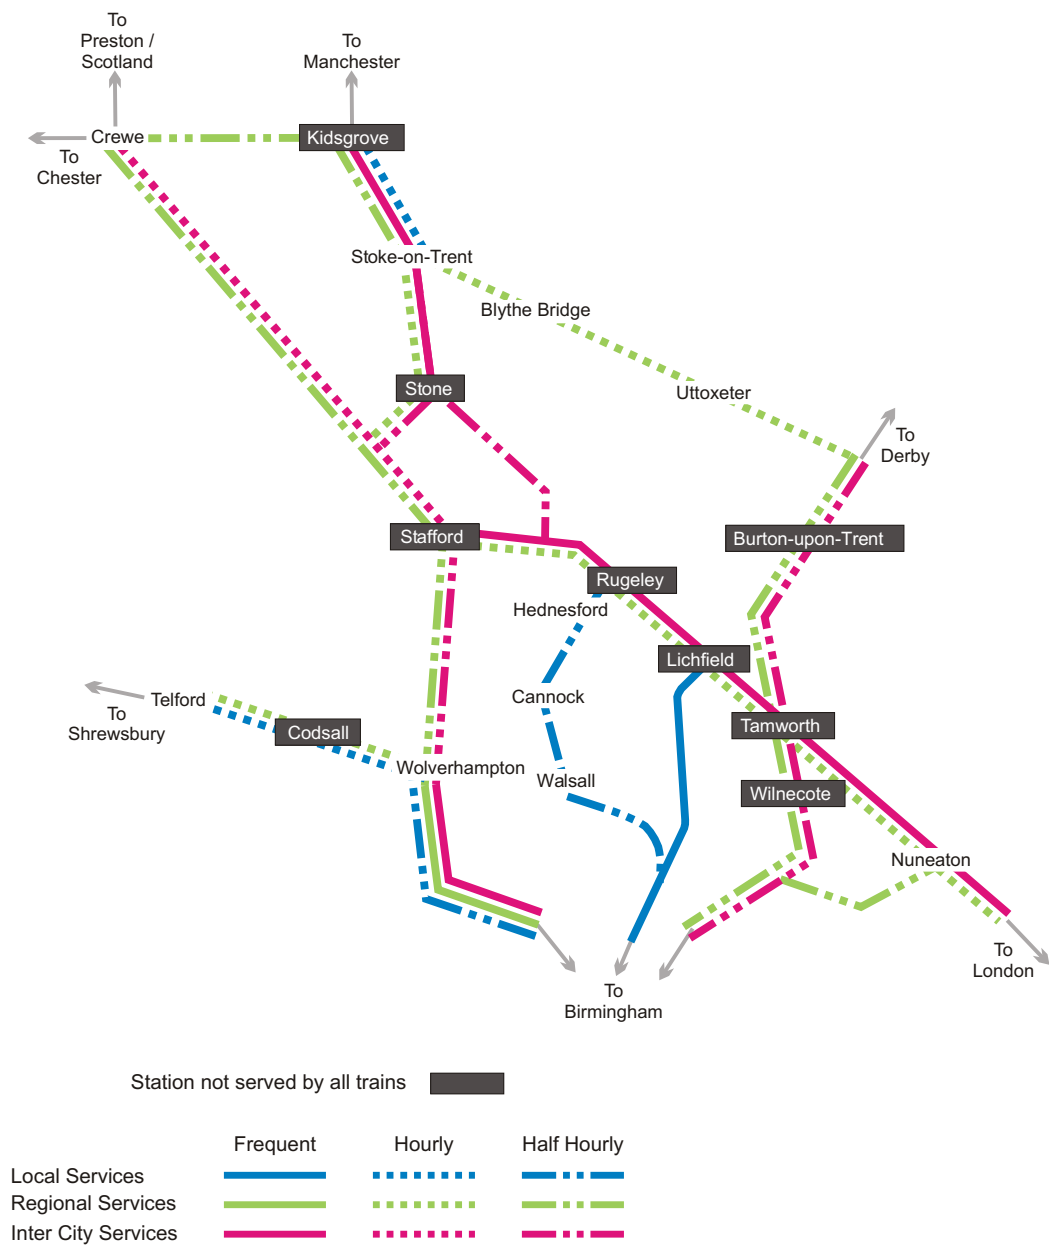 To
Preston /
Scotland
To
Manchester
Crewe
Kidsgrove
To
Chester
Stoke-on-Trent
Blythe Bridge
Stone
Uttoxeter
To
Derby
Stafford
Burton-upon-Trent
Rugeley
Hednesford
Lichfield
Cannock
Telford
To
Shrewsbury
Codsall
Tamworth
Wolverhampton
Walsall
Wilnecote
Nuneaton
To
London
To
Birmingham
Station not served by all trains
Frequent Hourly Half Hourly
Local Services
Regional Services
Inter City Services